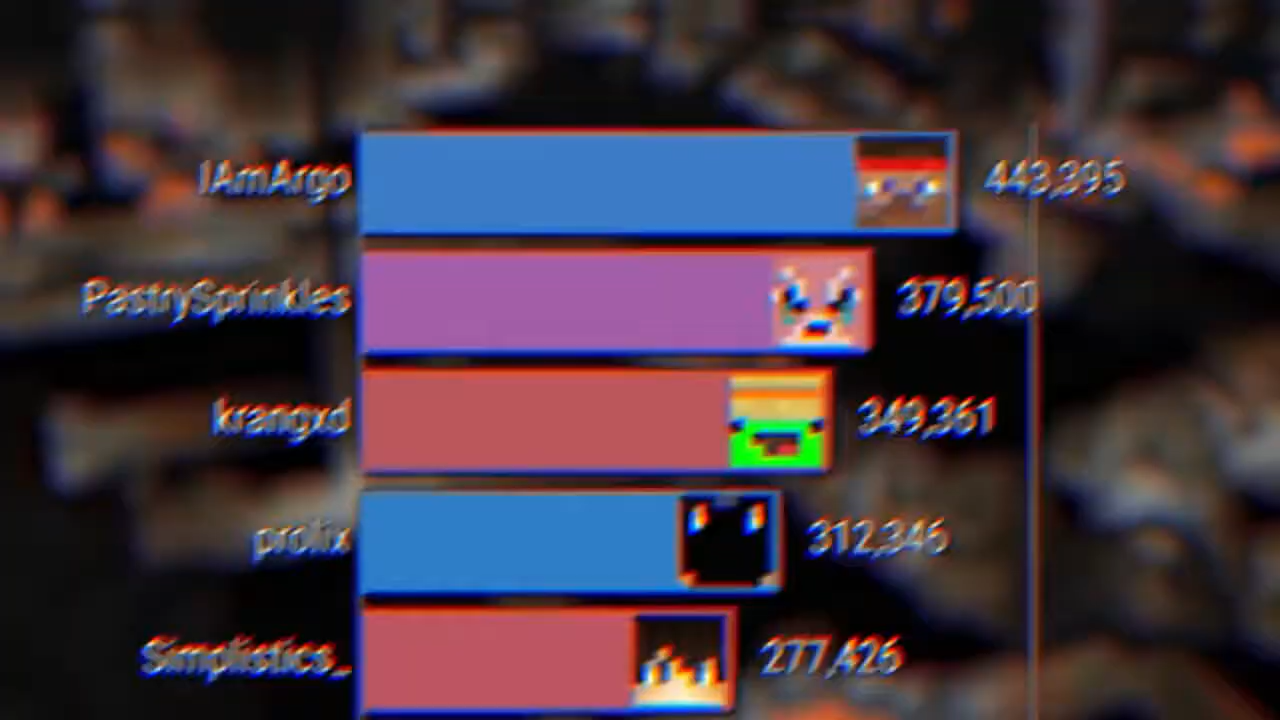 IAmArgo 443,395
PastrySprinkles 379,500
krangxd 349,361
prolix 312,346
Simplistics_ 277,426